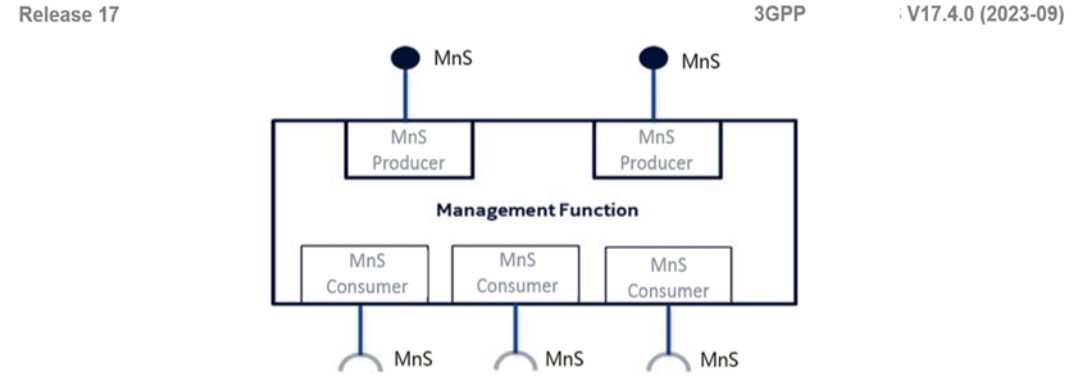 Release 17
3GPP
V17.4.0 (2023-09)
MnS
MnS
MnS
Producer
MnS
Producer
Management Function
MnS
Consumer
MnS
Consumer
MnS
Consumer
MnS
MnS
MnS